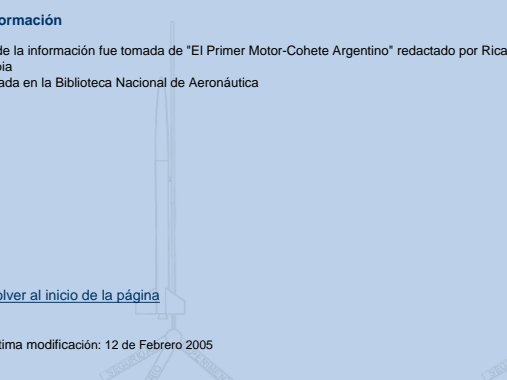 ormación
de la información fue tomada de "El Primer Motor-Cohete Argentino" redactado por Rica
ia
ada en la Biblioteca Nacional de Aeronáutica
olver al inicio de la página
tima modificación: 12 de Febrero 2005